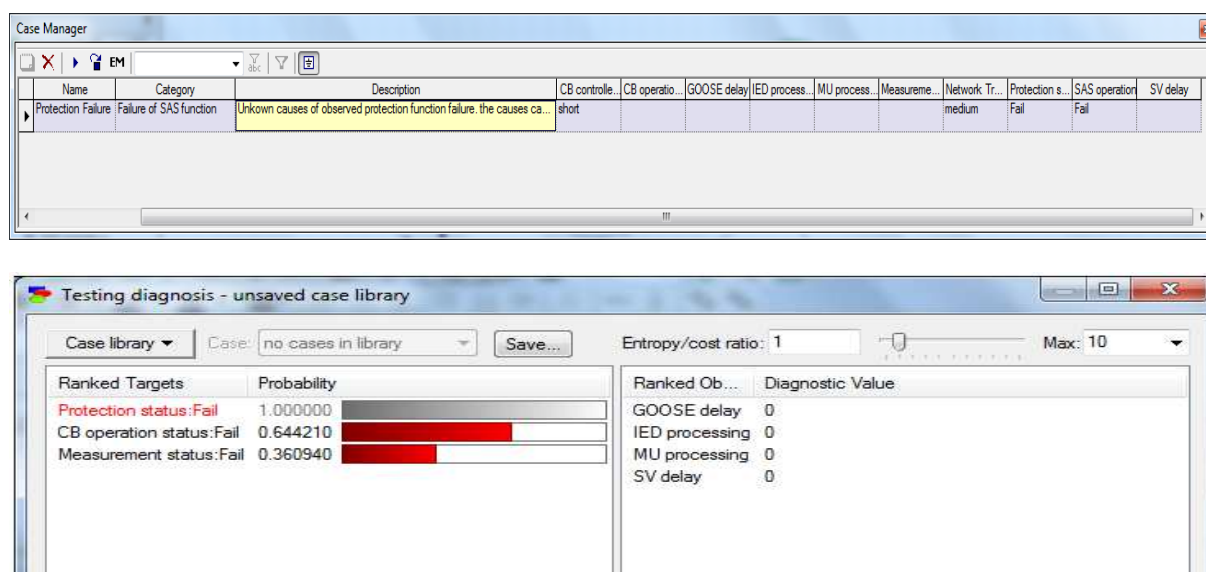 Case Manager
EM
abc
Name Category Description CB controlle... CB operatio... GOOSE delay IED process... MU process... Measureme... Network Tr... Protection s... SAS operation SV delay
Protection Failure Failure of SAS function Unkown causes of observed protection function failure. the causes ca... short medium Fail Fail
Testing diagnosis - unsaved case library
Case library Case: no cases in library Save... Entropy/cost ratio: 1 Max: 10
Ranked Targets Probability Ranked Ob... Diagnostic Value
Protection status:Fail 1.000000 GOOSE delay 0
CB operation status:Fail 0.644210 IED processing 0
Measurement status:Fail 0.360940 MU processing 0
SV delay 0